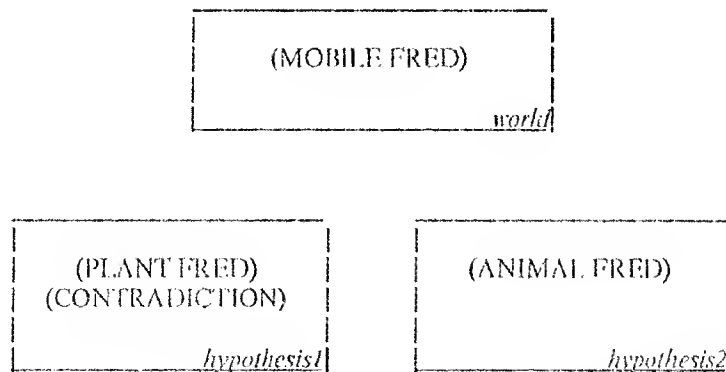 (MOBILE FRED)
world
(PLANT FRED)
(CONTRADICTION)
hypothesis1
(ANIMAL FRED)
hypothesis2